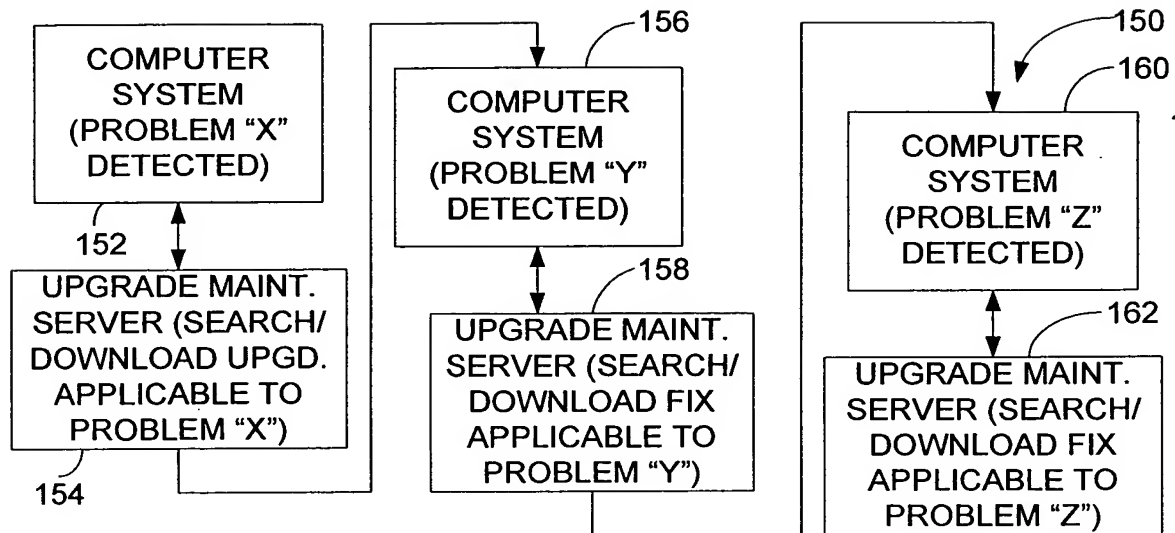 COMPUTER
SYSTEM
(PROBLEM “X”
DETECTED)
152
UPGRADE MAINT.
SERVER (SEARCH/
DOWNLOAD UPGD.
APPLICABLE TO
PROBLEM “X”)
154
156
COMPUTER
SYSTEM
(PROBLEM “Y”
DETECTED)
158
UPGRADE MAINT.
SERVER (SEARCH/
DOWNLOAD FIX
APPLICABLE TO
PROBLEM “Y”)
150
160
COMPUTER
SYSTEM
(PROBLEM “Z”
DETECTED)
162
UPGRADE MAINT.
SERVER (SEARCH/
DOWNLOAD FIX
APPLICABLE TO
PROBLEM “Z”)